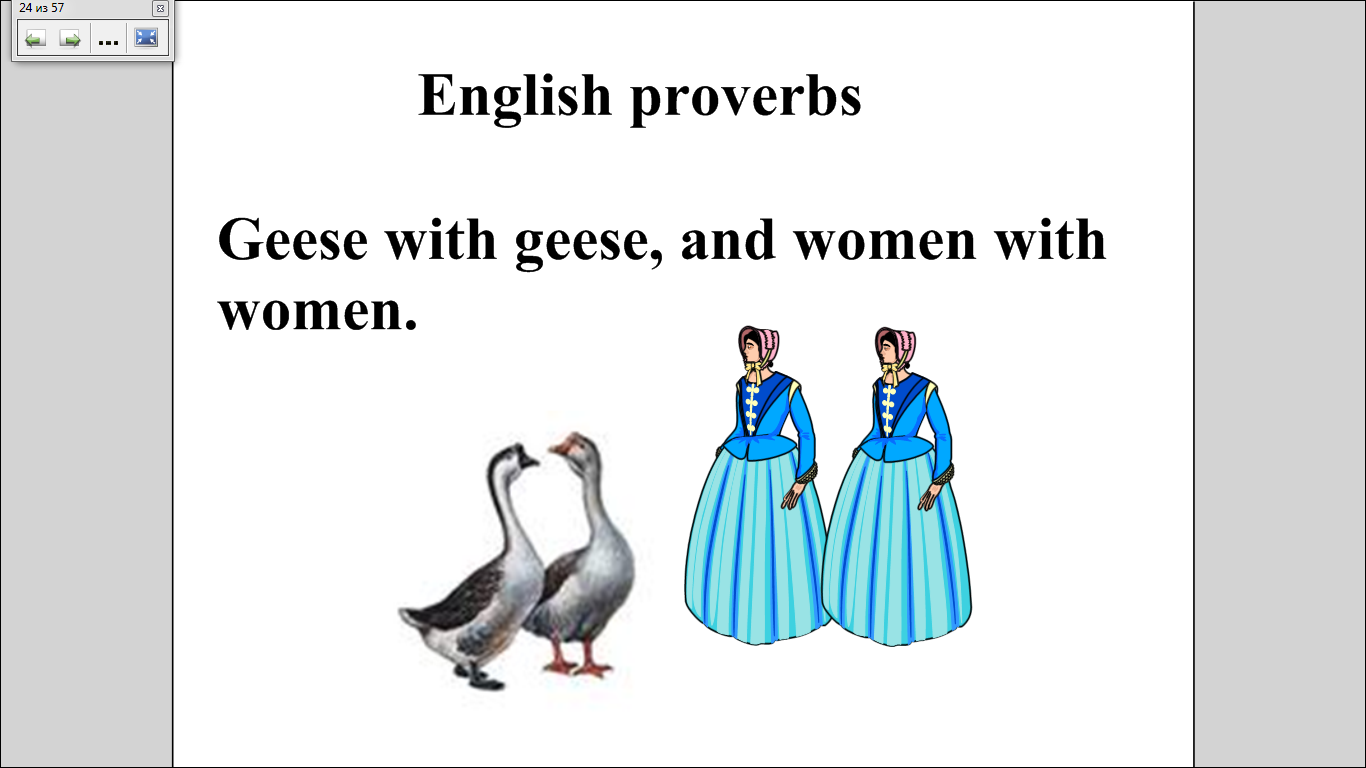 24 из 57
English proverbs
Geese with geese, and women with
women.